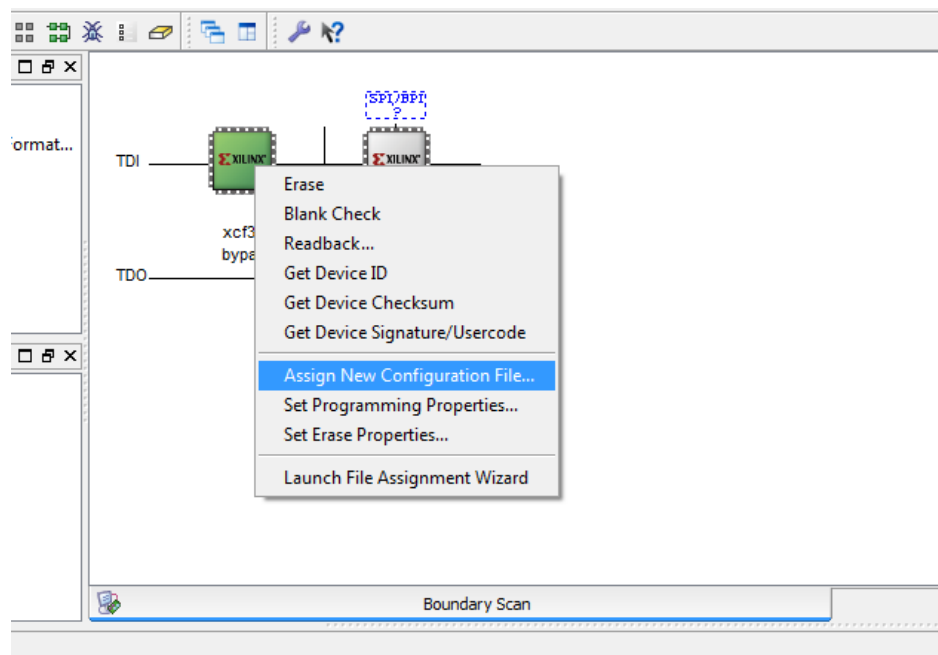 ormat...
SPI/BPI
?
TDI
XILINX
XILINX
xcf3
bypa
TDO
Erase
Blank Check
Readback...
Get Device ID
Get Device Checksum
Get Device Signature/Usercode
Assign New Configuration File...
Set Programming Properties...
Set Erase Properties...
Launch File Assignment Wizard
Boundary Scan